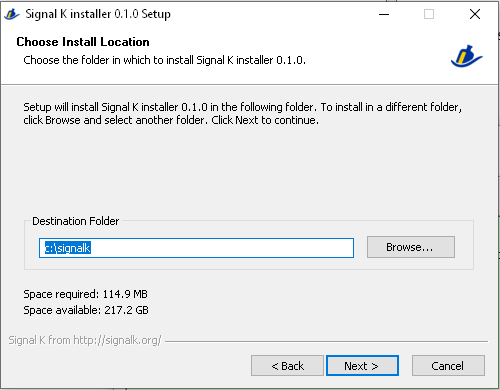 Signal K installer 0.1.0 Setup
Choose Install Location
Choose the folder in which to install Signal K installer 0.1.0.
Setup will install Signal K installer 0.1.0 in the following folder. To install in a different folder,
click Browse and select another folder. Click Next to continue.
Destination Folder
c:\signalk
Browse...
Space required: 114.9 MB
Space available: 217.2 GB
Signal K from http://signalk.org/
< Back
Next >
Cancel